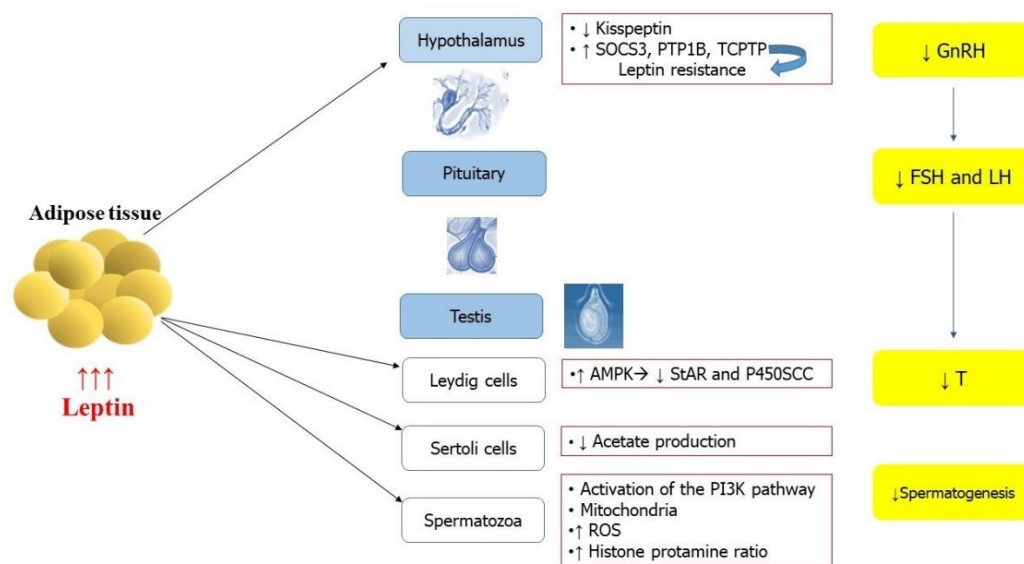 Hypothalamus
• ↓ Kisspeptin
• ↑ SOCS3, PTP1B, TCPTP
Leptin resistance
↓ GnRH
Pituitary
↓ FSH and LH
Adipose tissue
↑↑↑
Leptin
Testis
Leydig cells
•↑ AMPK→ ↓ StAR and P450SCC
↓ T
Sertoli cells
• ↓ Acetate production
Spermatozoa
• Activation of the PI3K pathway
• Mitochondria
•↑ ROS
•↑ Histone protamine ratio
↓Spermatogenesis